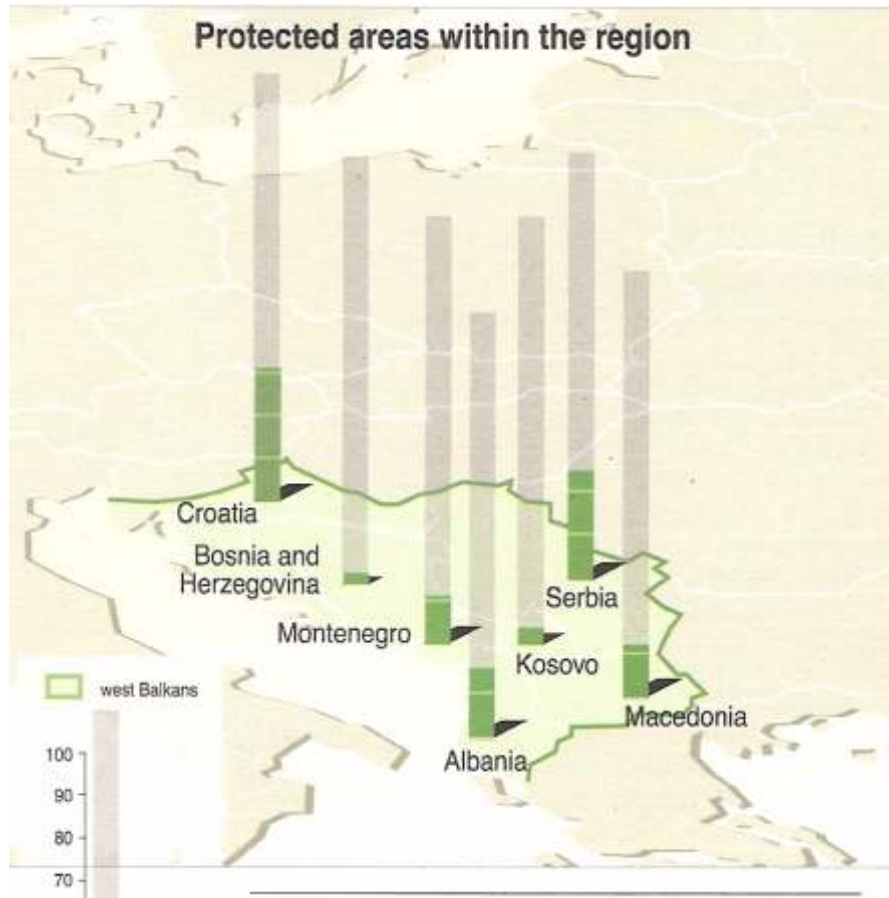 Protected areas within the region
Croatia
Bosnia and
Herzegovina
Montenegro
Serbia
Kosovo
Macedonia
Albania
west Balkans
100
90
80
70